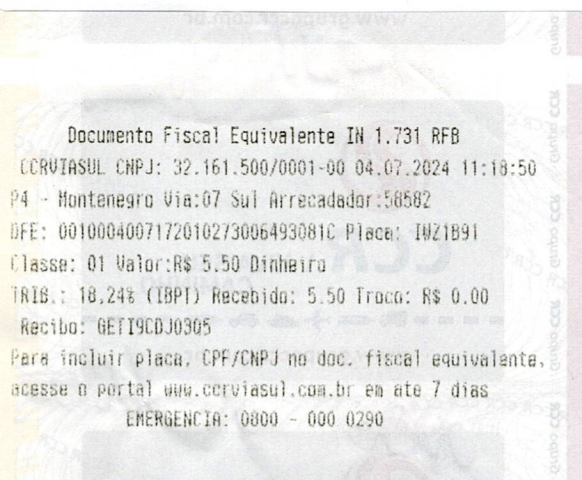 Documento Fiscal Equivalente IN 1.731 RFB
CCRVIASUL CNPJ: 32.161.500/0001-00 04.07.2024 11:18:50
P4 - Montenegro Via:07 Sul Arrecadador:58582
DFE: 0010004007172010273006493081C Placa: IWZ1B91
Classe: 01 Valor:R$ 5.50 Dinheiro
TRIB.: 18,24% (IBPT) Recebido: 5.50 Troco: R$ 0.00
Recibo: GETI9CDJ0305
Para incluir placa, CPF/CNPJ no doc. fiscal equivalente,
acesse o portal www.ccrviasul.com.br em ate 7 dias
EMERGENCIA: 0800 - 000 0290